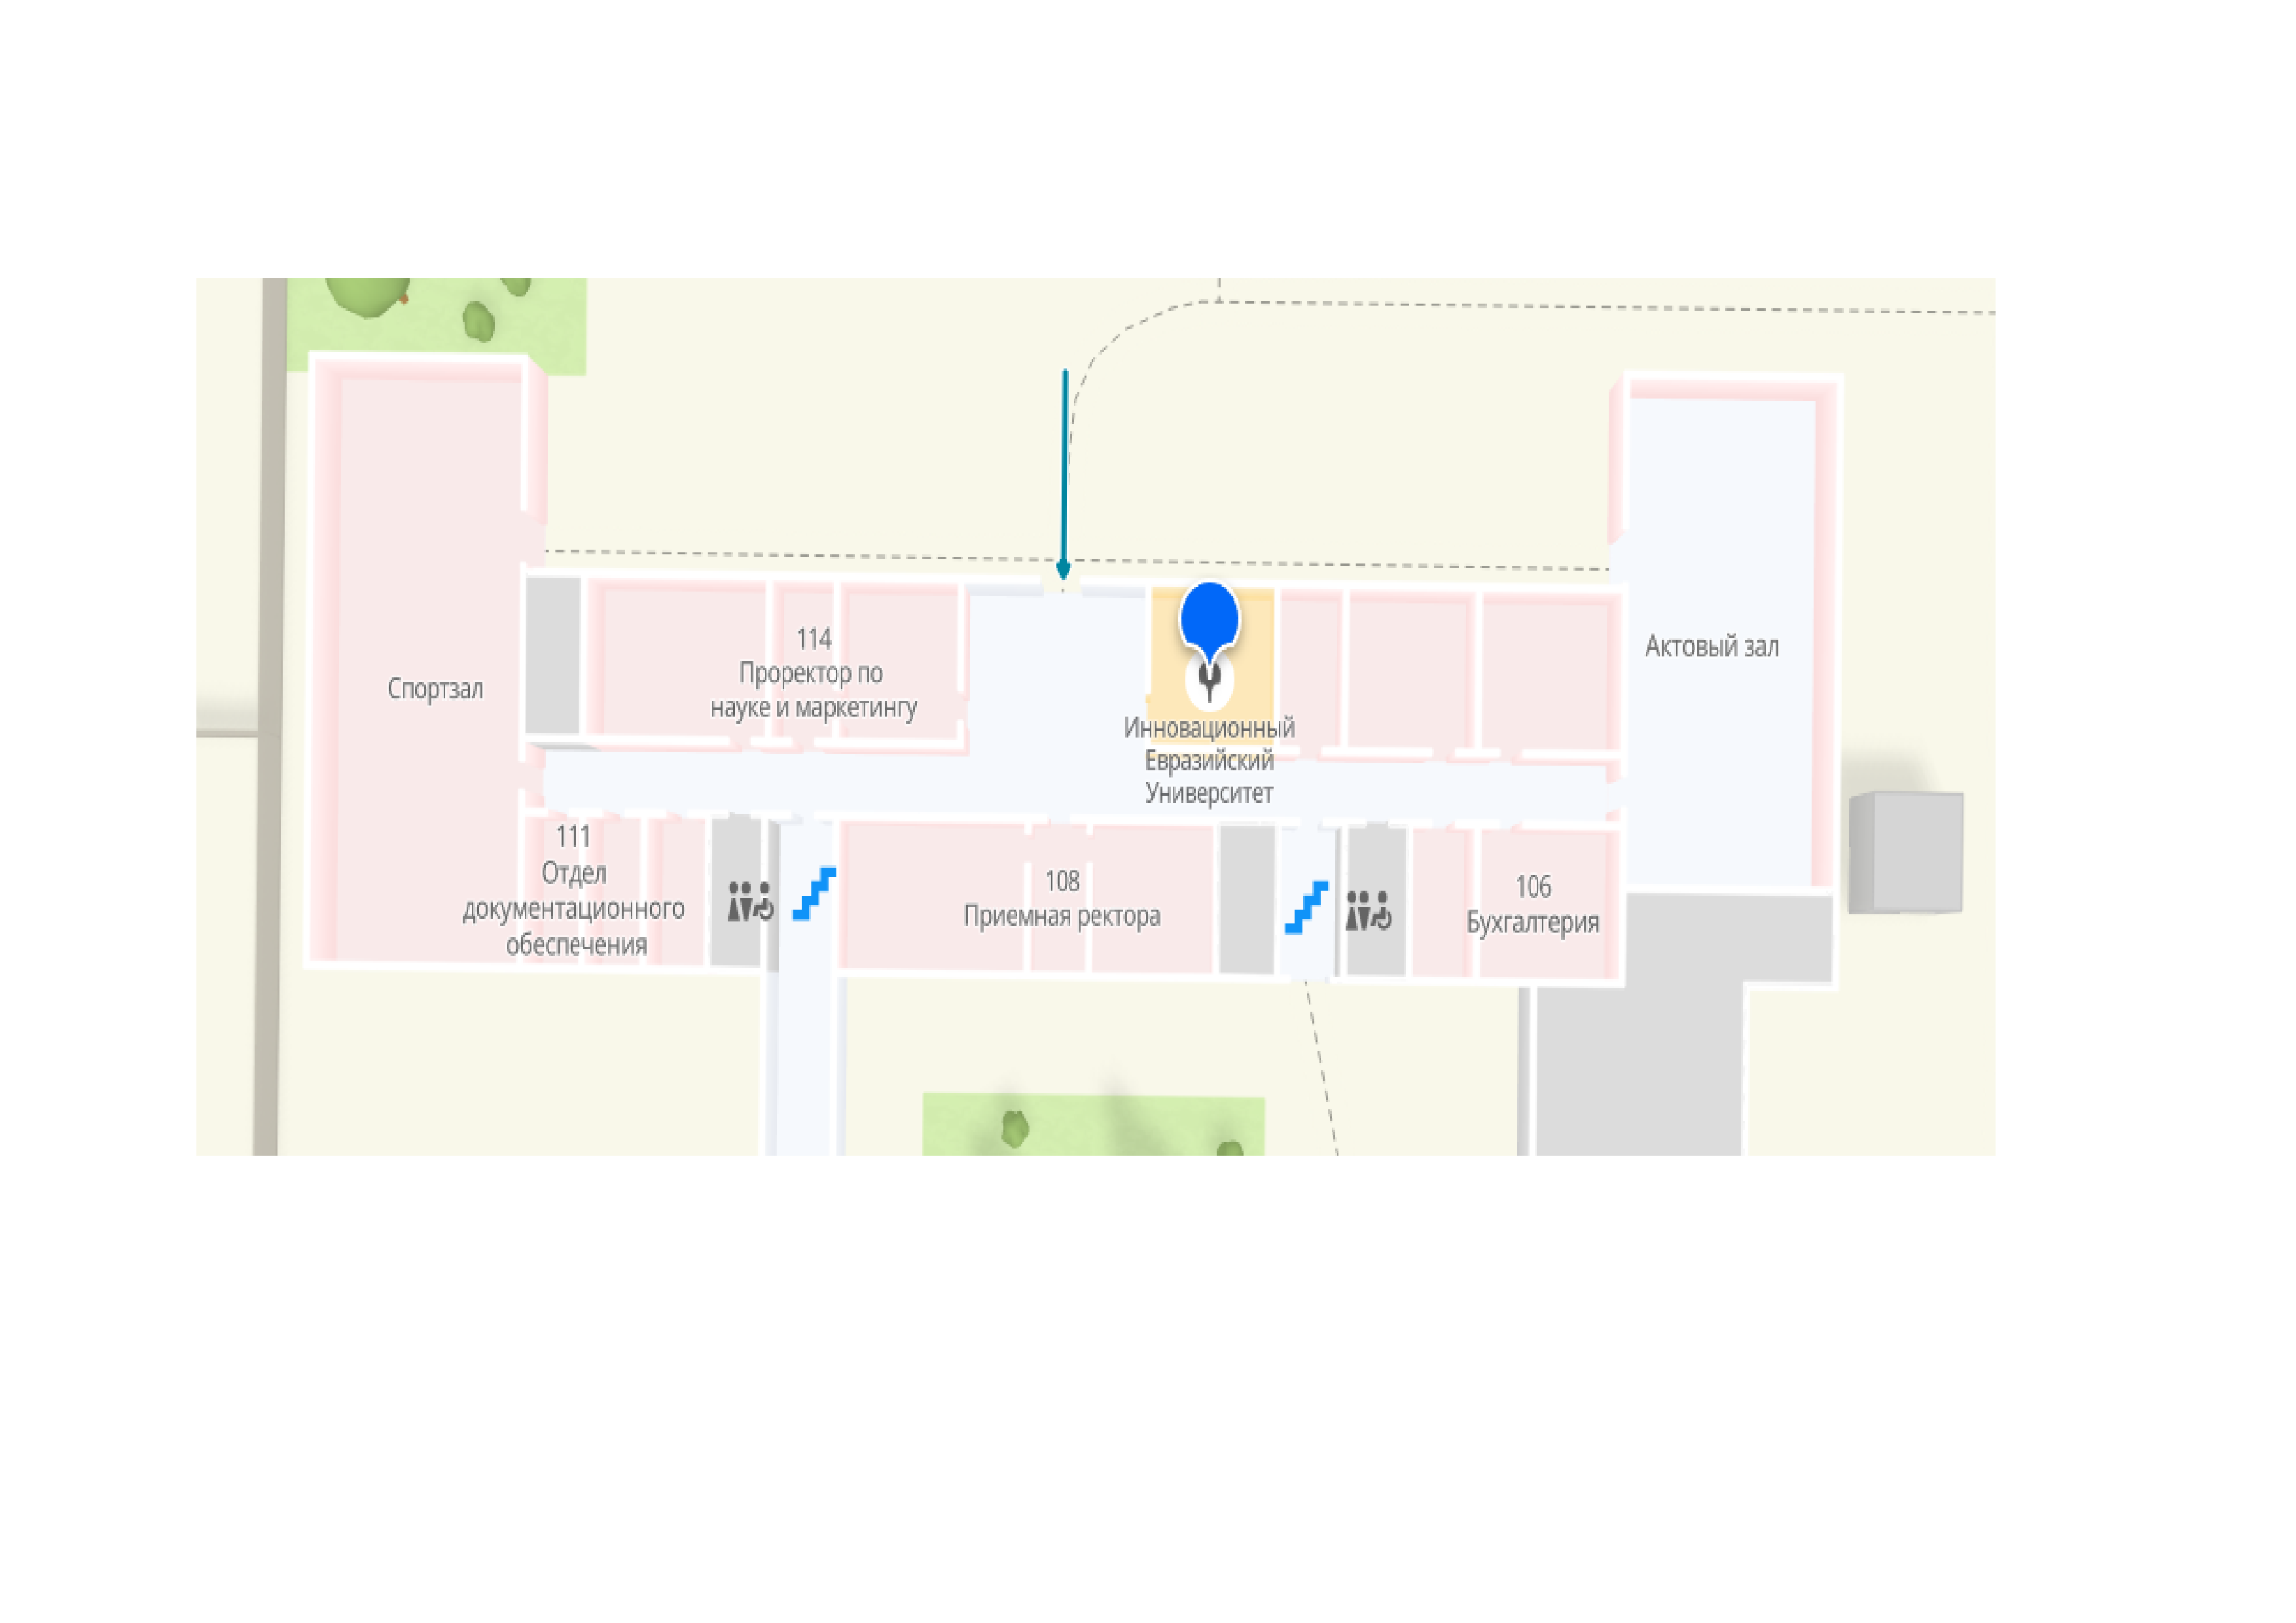 114
Проректор по
науке и маркетингу
Спортзал
Актовый зал
Инновационный
Евразийский
Университет
111
Отдел
документационного
обеспечения
108
Приемная ректора
106
Бухгалтерия